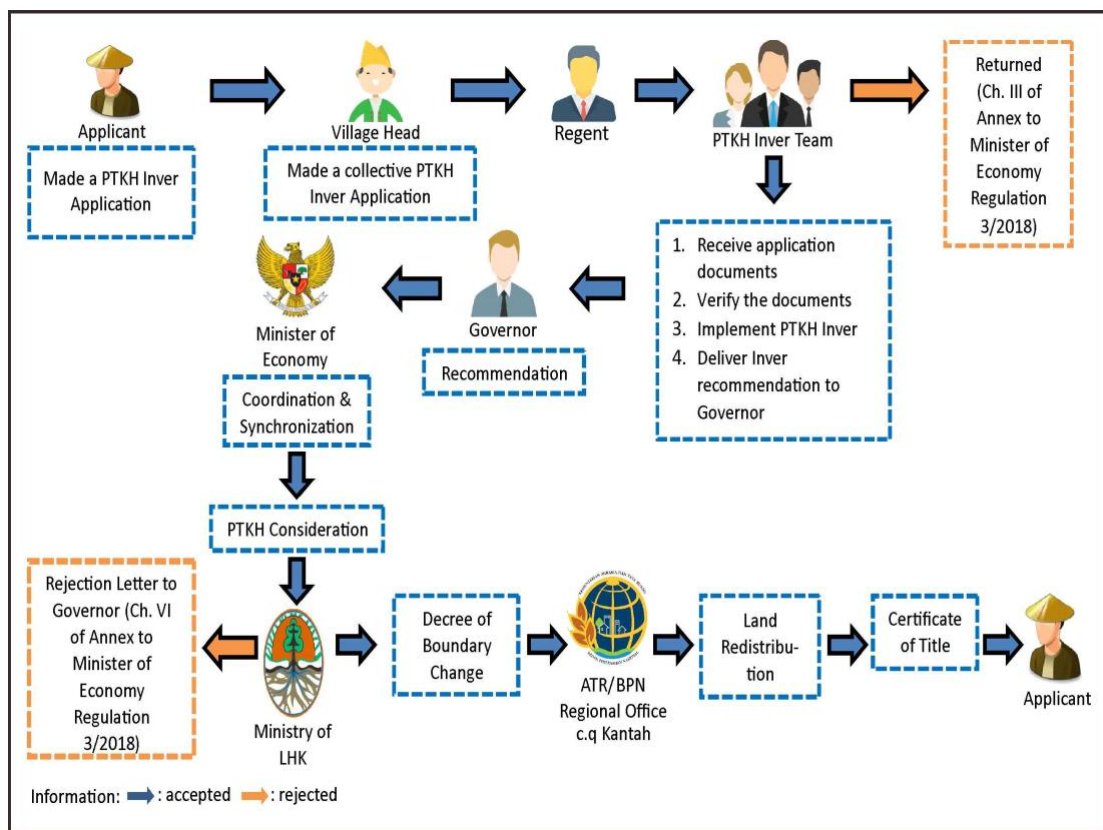 Applicant
Made a PTKH Inver
Application
Village Head
Made a collective PTKH
Inver Application
Regent
PTKH Inver Team
Returned
(Ch. III of
Annex to
Minister of
Economy
Regulation
3/2018)
1. Receive application
documents
2. Verify the documents
3. Implement PTKH Inver
4. Deliver Inver
recommendation to
Governor
Governor
Recommendation
Minister of
Economy
Coordination &
Synchronization
PTKH Consideration
Rejection Letter to
Governor (Ch. VI
of Annex to
Minister of
Economy
Regulation
3/2018)
Ministry of
LHK
Decree of
Boundary
Change
ATR/BPN
Regional Office
c.q Kantah
Land
Redistribu-
tion
Certificate
of Title
Applicant
Information: : accepted : rejected